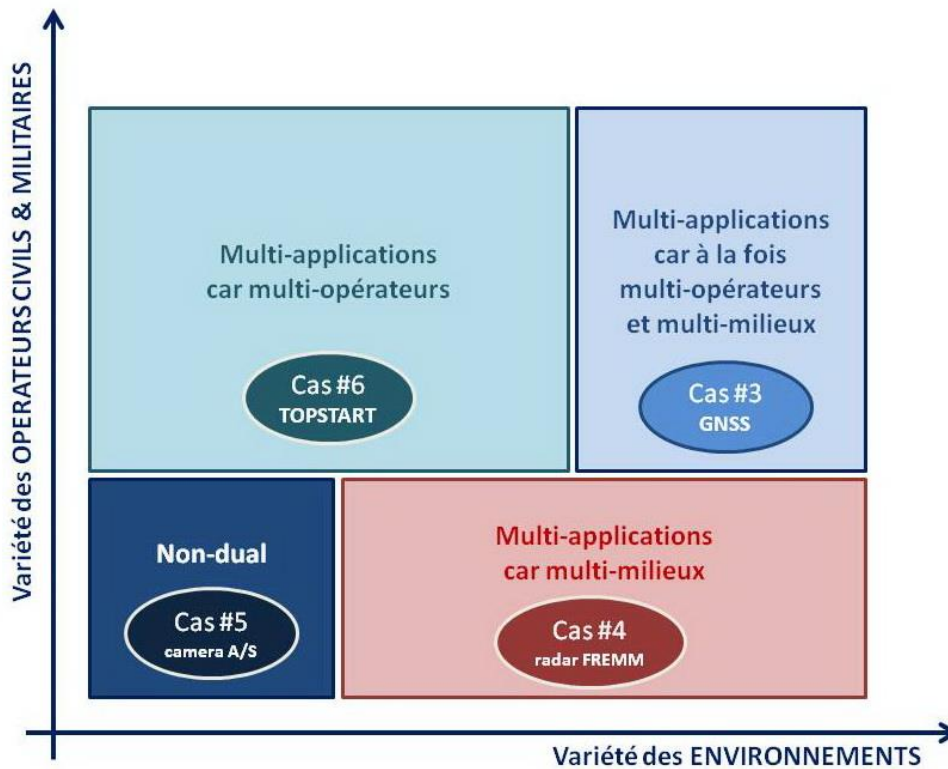 Variété des OPERATEURS CIVILS & MILITAIRES
Multi-applications
car multi-opérateurs
Cas #6
TOPSTART
Multi-applications
car à la fois
multi-opérateurs
et multi-milieux
Cas #3
GNSS
Non-dual
Cas #5
camera A/S
Multi-applications
car multi-milieux
Cas #4
radar FREMM
Variété des ENVIRONNEMENTS